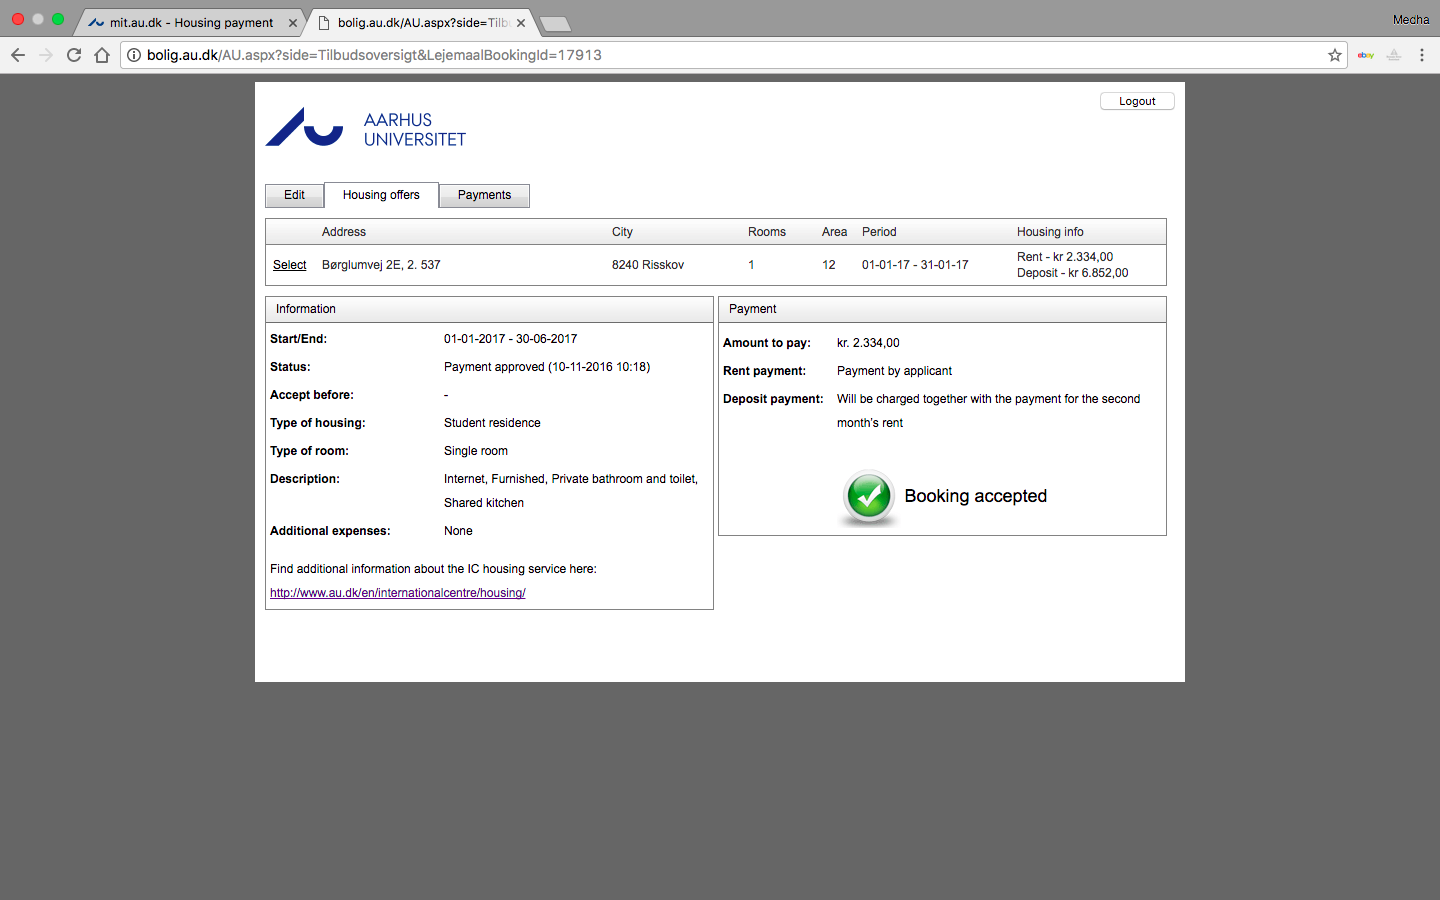 mit.au.dk - Housing payment
bolig.au.dk/AU.aspx?side=Tilb
Medha
bolig.au.dk/AU.aspx?side=Tilbudsoversigt&LejemaalBookingId=17913
ebay
Logout
AARHUS
UNIVERSITET
Edit Housing offers Payments
Address City Rooms Area Period Housing info
Select Børglumvej 2E, 2. 537 8240 Risskov 1 12 01-01-17 - 31-01-17 Rent - kr 2.334,00
Deposit - kr 6.852,00
Information
Start/End: 01-01-2017 - 30-06-2017
Status: Payment approved (10-11-2016 10:18)
Accept before: -
Type of housing: Student residence
Type of room: Single room
Description: Internet, Furnished, Private bathroom and toilet,
Shared kitchen
Additional expenses: None
Find additional information about the IC housing service here:
http://www.au.dk/en/internationalcentre/housing/
Payment
Amount to pay: kr. 2.334,00
Rent payment: Payment by applicant
Deposit payment: Will be charged together with the payment for the second
month's rent
Booking accepted